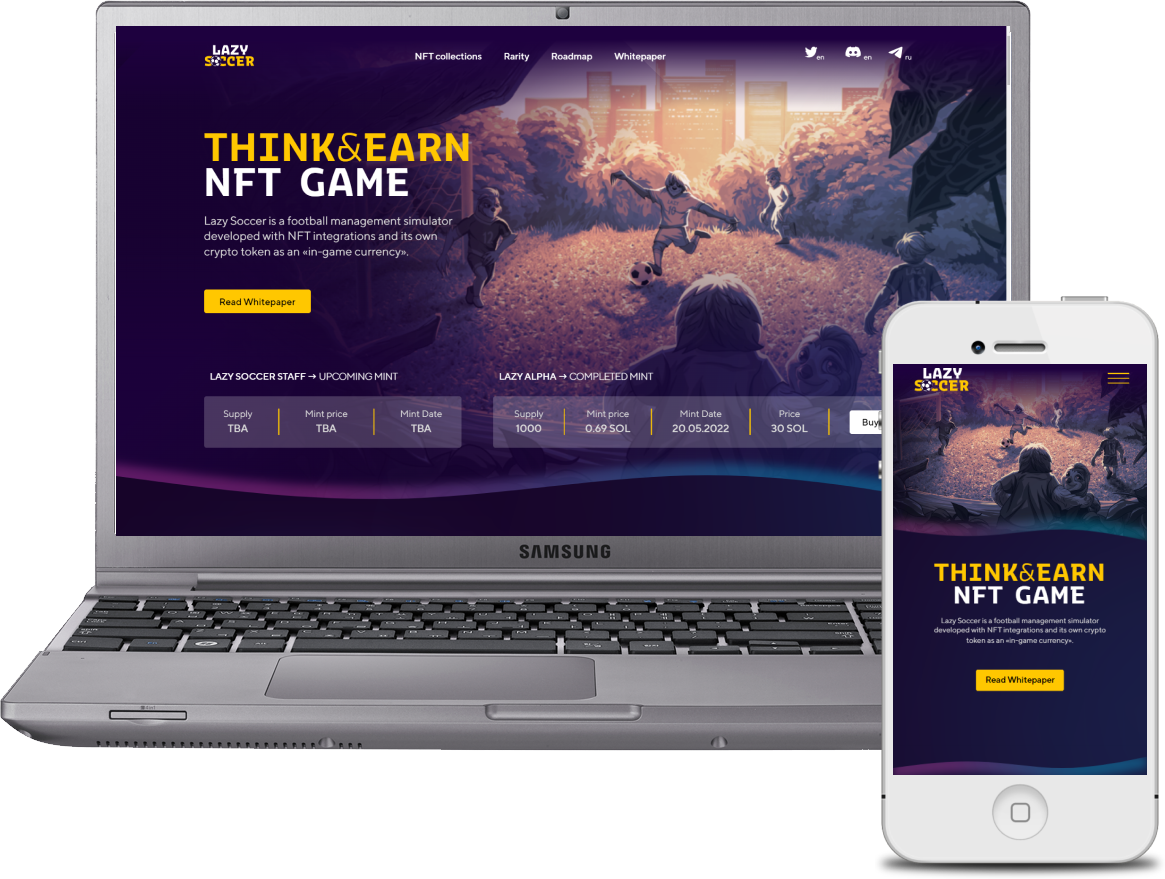 LAZY
SOCCER
NFT collections
Rarity
Roadmap
Whitepaper
en
en
ru
THINK&EARN
NFT GAME
Lazy Soccer is a football management simulator
developed with NFT integrations and its own
crypto token as an «in-game currency».
Read Whitepaper
LAZY SOCCER STAFF → UPCOMING MINT
Supply
TBA
Mint price
TBA
Mint Date
TBA
LAZY ALPHA → COMPLETED MINT
Supply
1000
Mint price
0.69 SOL
Mint Date
20.05.2022
Price
30 SOL
Buy
SAMSUNG
LAZY
SOCCER
THINK&EARN
NFT GAME
Lazy Soccer is a football management simulator
developed with NFT integrations and its own crypto
token as an «in-game currency».
Read Whitepaper